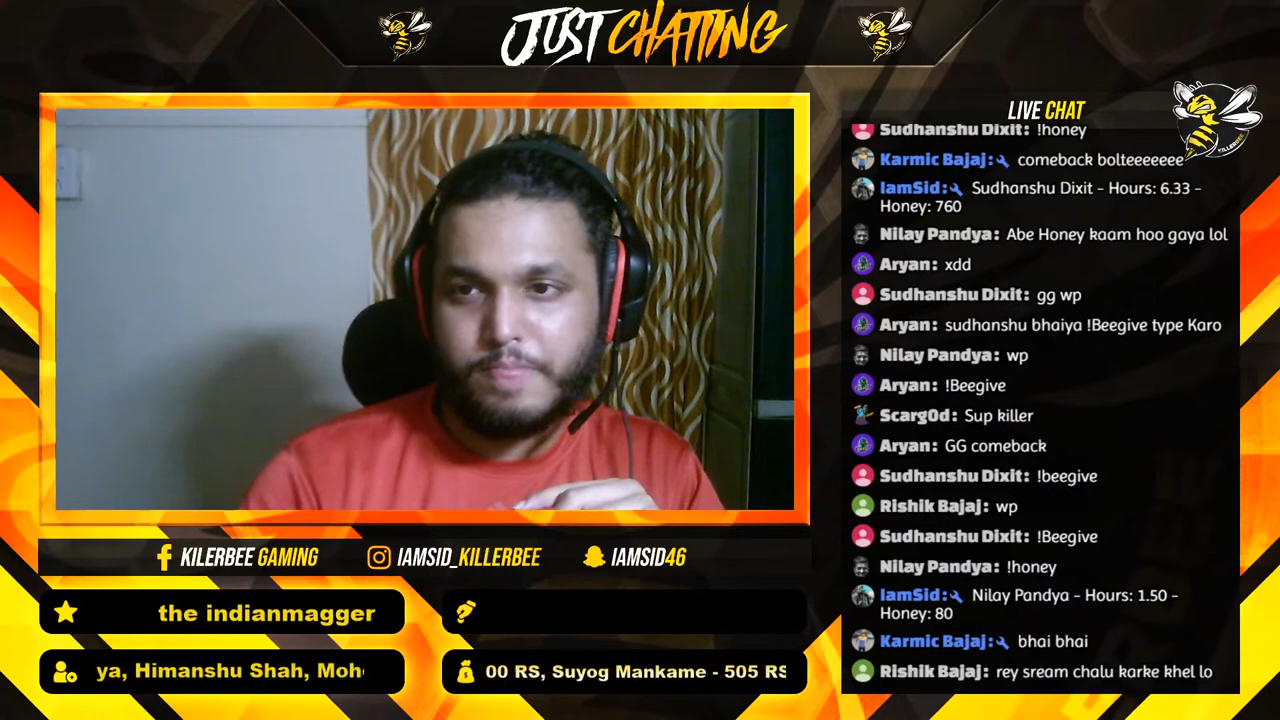 JUST CHATTING
LIVE CHAT
KILLERBEE
Sudhanshu Dixit: !honey
Karmic Bajaj: comeback bolteeeeeee
IamSid: Sudhanshu Dixit - Hours: 6.33 -
Honey: 760
Nilay Pandya: Abe Honey kaam hoo gaya lol
Aryan: xdd
Sudhanshu Dixit: gg wp
Aryan: sudhanshu bhaiya !Beegive type Karo
Nilay Pandya: wp
Aryan: !Beegive
Scarg0d: Sup killer
Aryan: GG comeback
Sudhanshu Dixit: !beegive
Rishik Bajaj: wp
Sudhanshu Dixit: !Beegive
Nilay Pandya: !honey
IamSid: Nilay Pandya - Hours: 1.50 -
Honey: 80
Karmic Bajaj: bhai bhai
Rishik Bajaj: rey sream chalu karke khel lo
KILERBEE GAMING IAMSID_KILLERBEE IAMSID46
the indianmagger
ya, Himanshu Shah, Moh
00 RS, Suyog Mankame - 505 RS